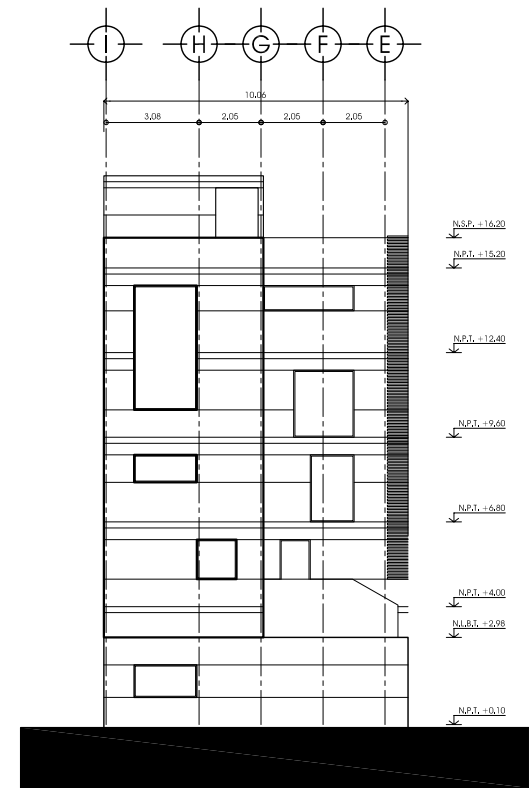 I H G F E
10.06
3.08 2.05 2.05 2.05
N.S.P. +16.20
N.P.T. +15.20
N.P.T. +12.40
N.P.T. +9.60
N.P.T. +6.80
N.P.T. +4.00
N.L.B.T. +2.98
N.P.T. +0.10